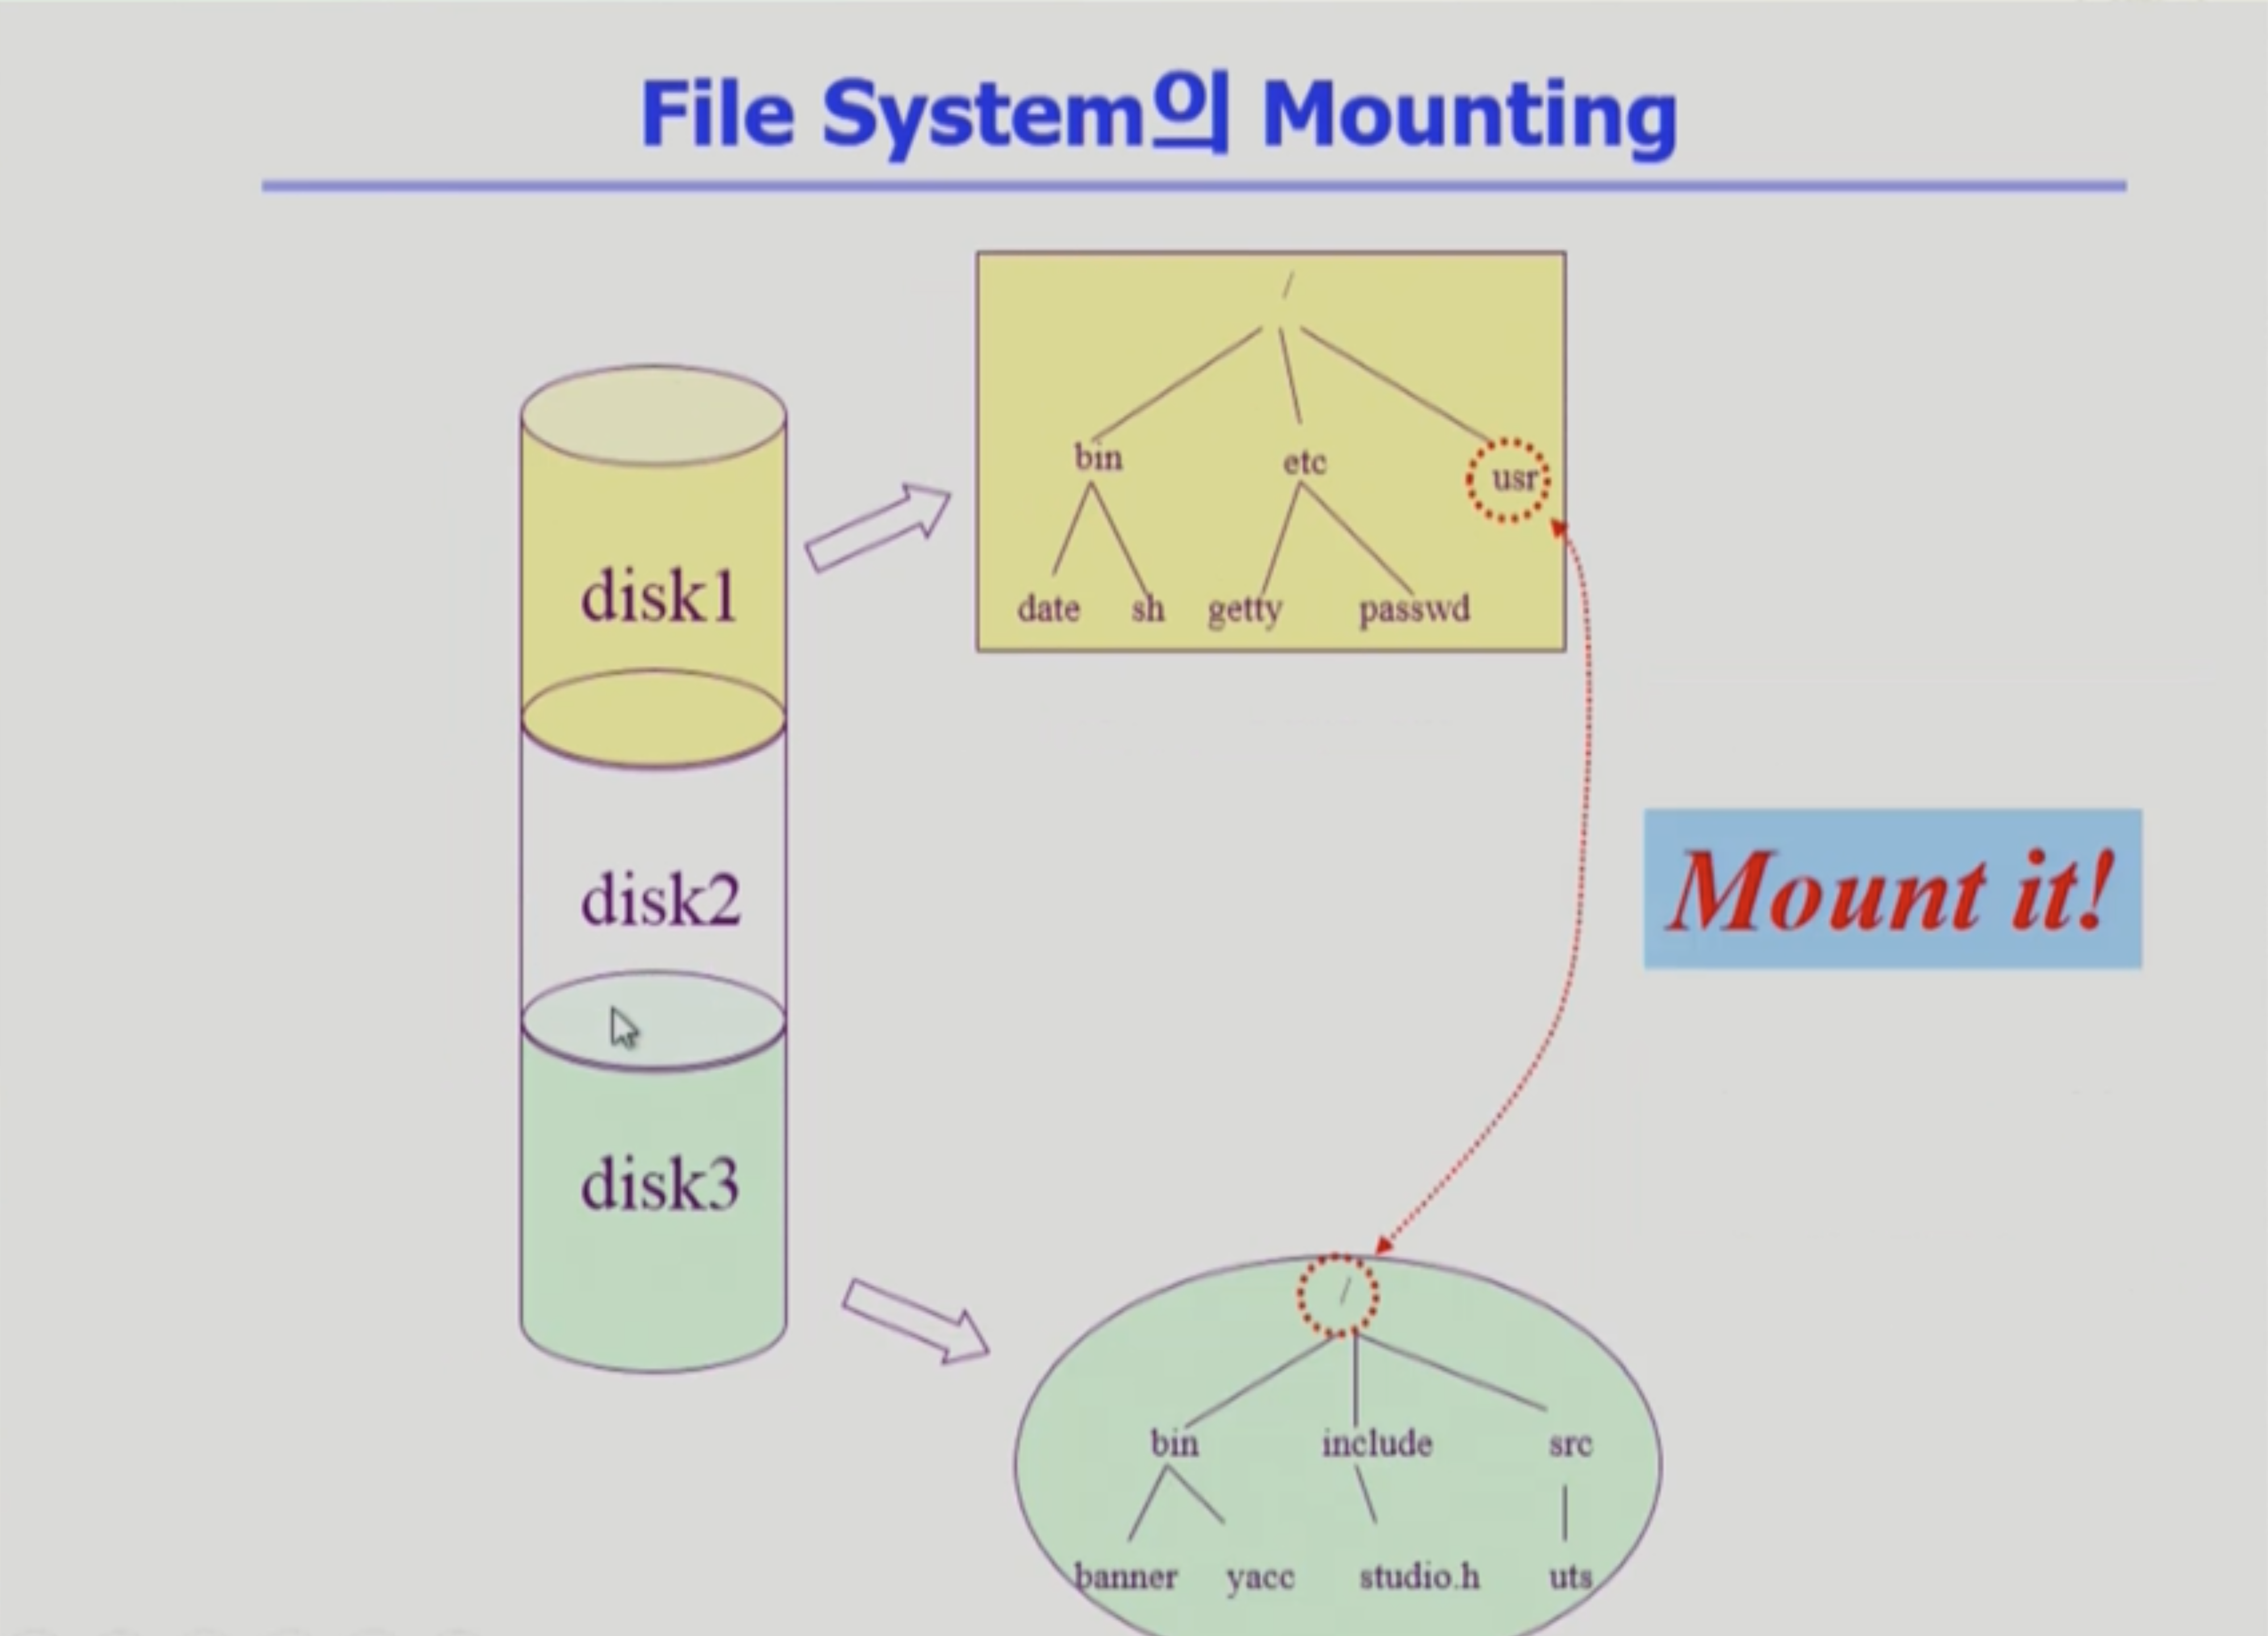 File System의 Mounting
/
bin etc usr
date sh getty passwd
disk1
disk2
disk3
Mount it!
/
bin include src
banner yacc studio.h uts